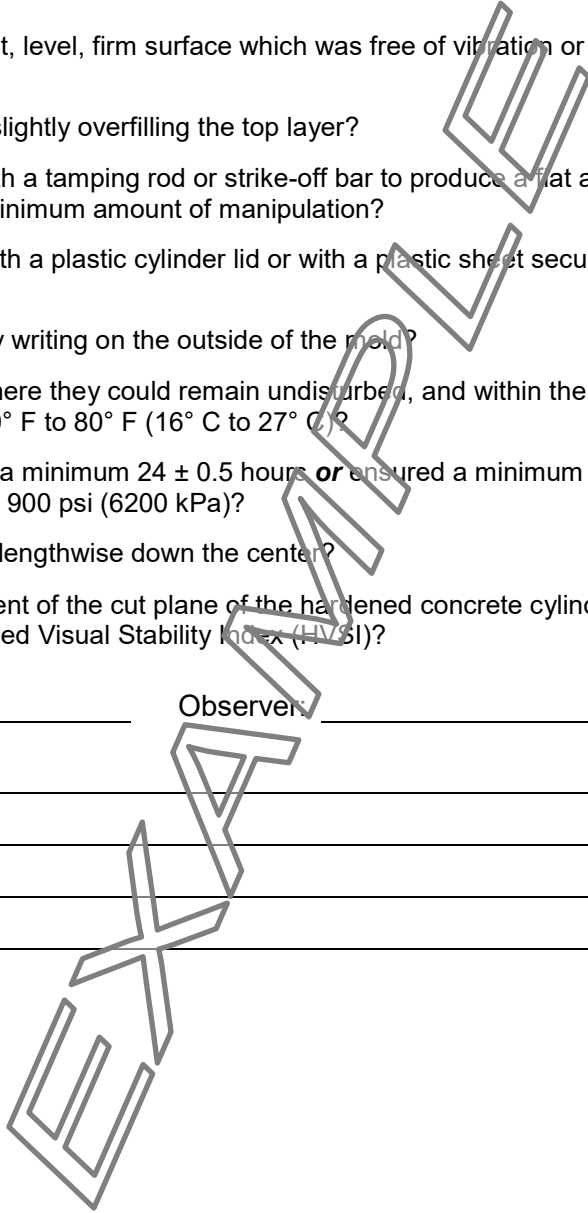 t, level, firm surface which was free of vibration or
slightly overfilling the top layer?
h a tamping rod or strike-off bar to produce a flat a
inimum amount of manipulation?
th a plastic cylinder lid or with a plastic sheet secu
y writing on the outside of the mold?
here they could remain undisturbed, and within the
0° F to 80° F (16° C to 27° C)?
a minimum 24 ± 0.5 hours or ensured a minimum
900 psi (6200 kPa)?
lengthwise down the center?
ent of the cut plane of the hardened concrete cylind
ed Visual Stability Index (HVSI)?
Observer:
EXAMPLE